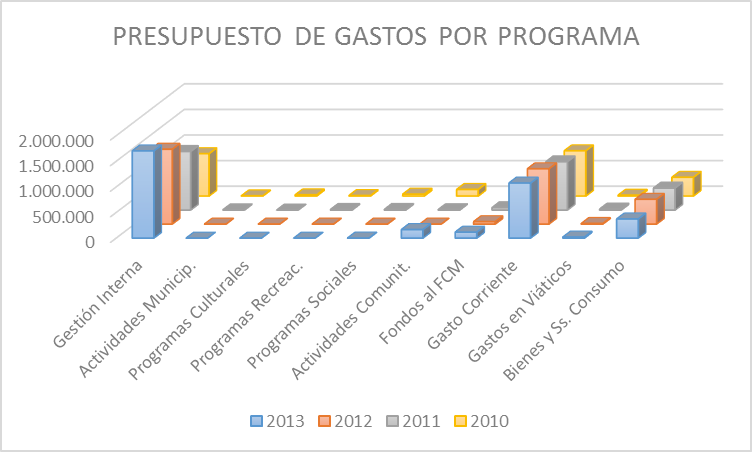 PRESUPUESTO DE GASTOS POR PROGRAMA
2.000.000
1.500.000
1.000.000
500.000
0
Gestión Interna
Actividades Municip.
Programas Culturales
Programas Recreac.
Programas Sociales
Actividades Comunit.
Fondos al FCM
Gasto Corriente
Gastos en Viáticos
Bienes y Ss. Consumo
2013 2012 2011 2010